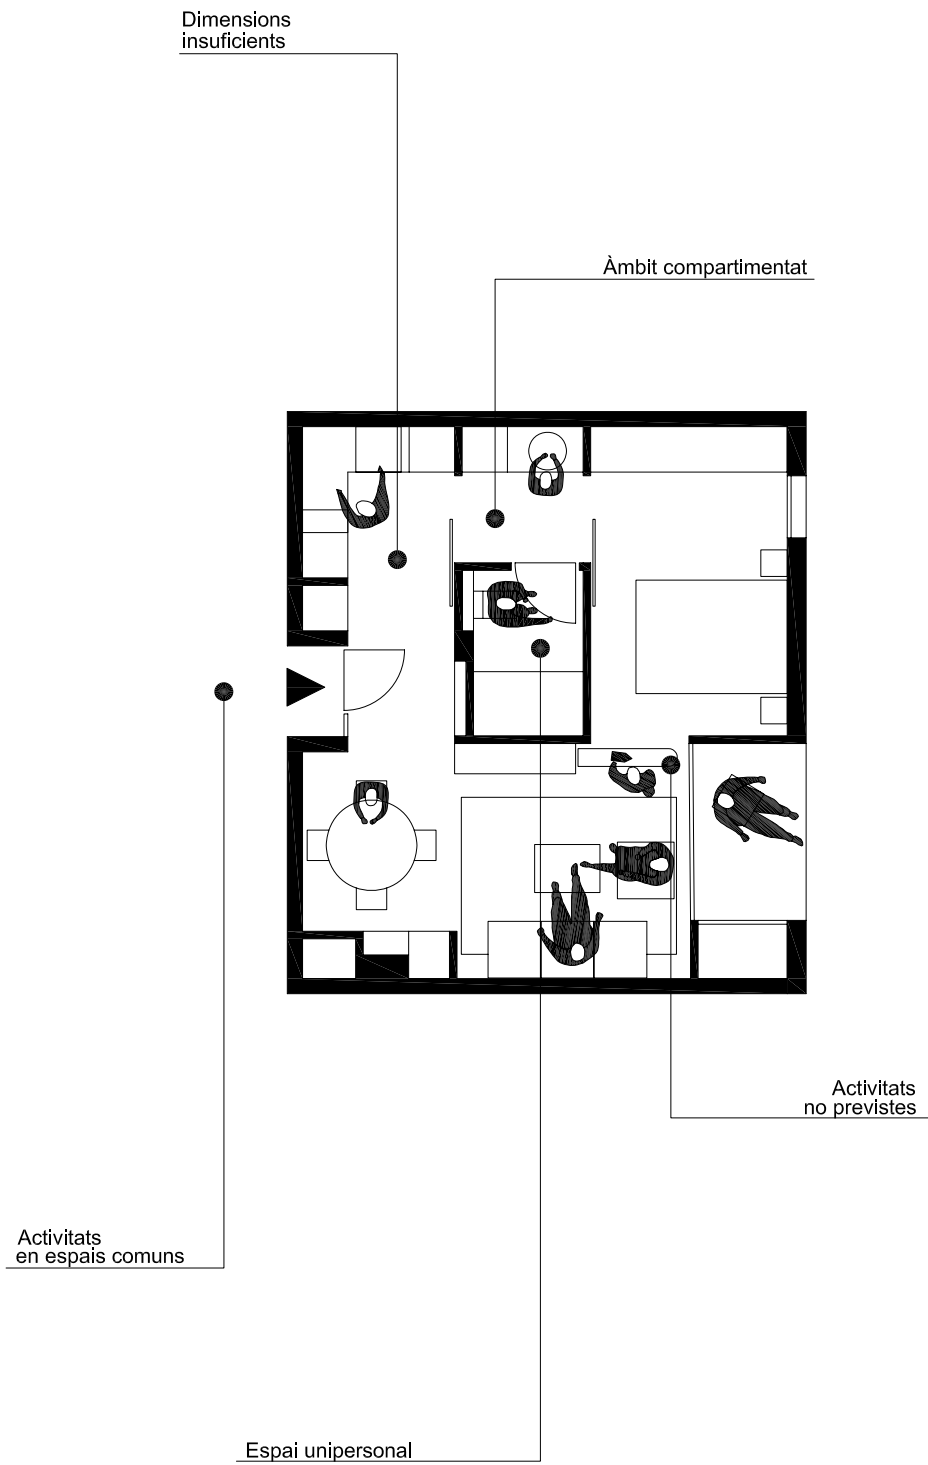 Dimensions
insuficients
Àmbit compartimentat
Activitats
no previstes
Activitats
en espais comuns
Espai unipersonal